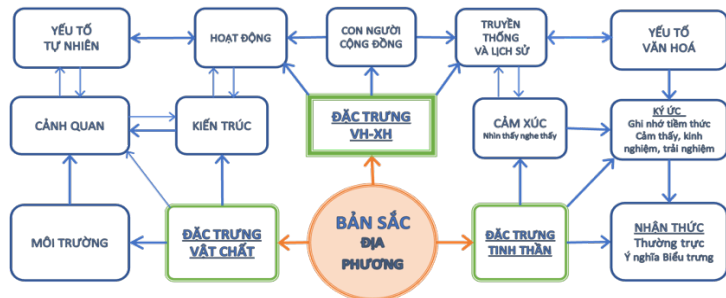 YẾU TỐ
TỰ NHIÊN
HOẠT ĐỘNG
CON NGƯỜI
CỘNG ĐỒNG
TRUYỀN
THỐNG
VÀ LỊCH SỬ
YẾU TỐ
VĂN HOÁ
CẢNH QUAN
KIẾN TRÚC
ĐẶC TRƯNG
VH-XH
CẢM XÚC
Nhìn thấy nghe thấy
KÝ ỨC
Ghi nhớ tiềm thức
Cảm thấy, kinh
nghiệm, trải nghiệm
MÔI TRƯỜNG
ĐẶC TRƯNG
VẬT CHẤT
BẢN SẮC
ĐỊA
PHƯƠNG
ĐẶC TRƯNG
TINH THẦN
NHẬN THỨC
Thường trực
Ý nghĩa Biểu trưng